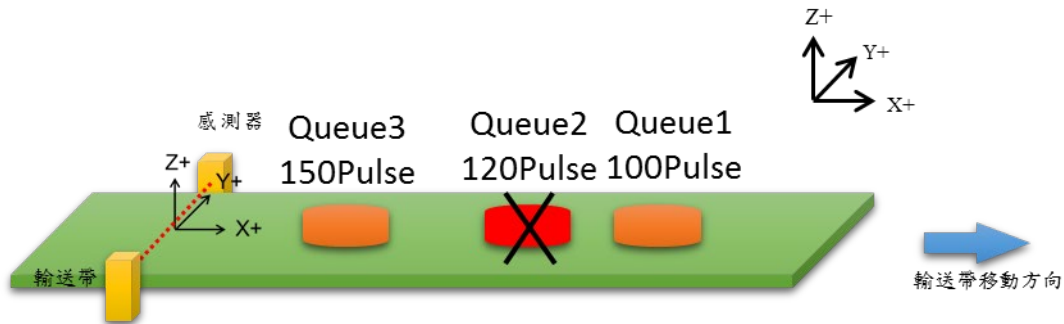 Z+
Y+
X+
感測器
Queue3
150Pulse
Queue2
120Pulse
Queue1
100Pulse
Z+
Y+
X+
輸送帶
輸送帶移動方向